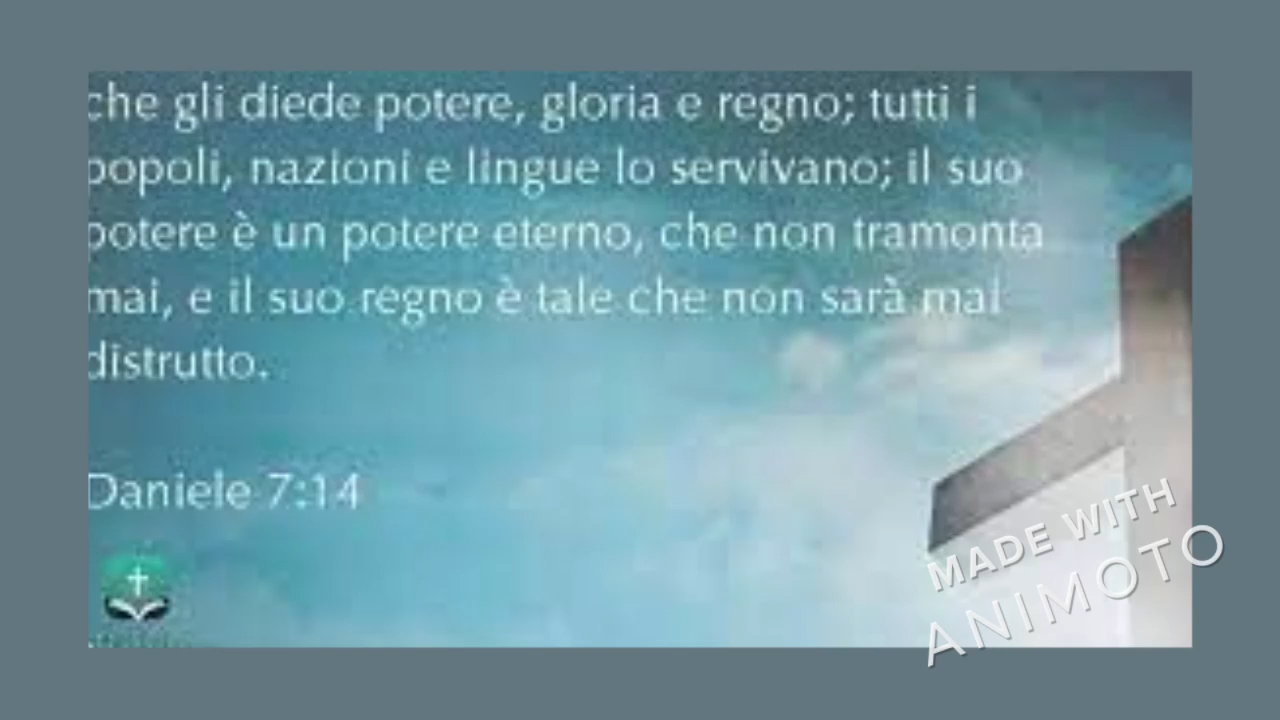 che gli diede potere, gloria e regno; tutti i
popoli, nazioni e lingue lo servivano; il suo
potere è un potere eterno, che non tramonta
mai, e il suo regno è tale che non sarà mai
distrutto.
Daniele 7:14
MADE WITH
ANIMOTO